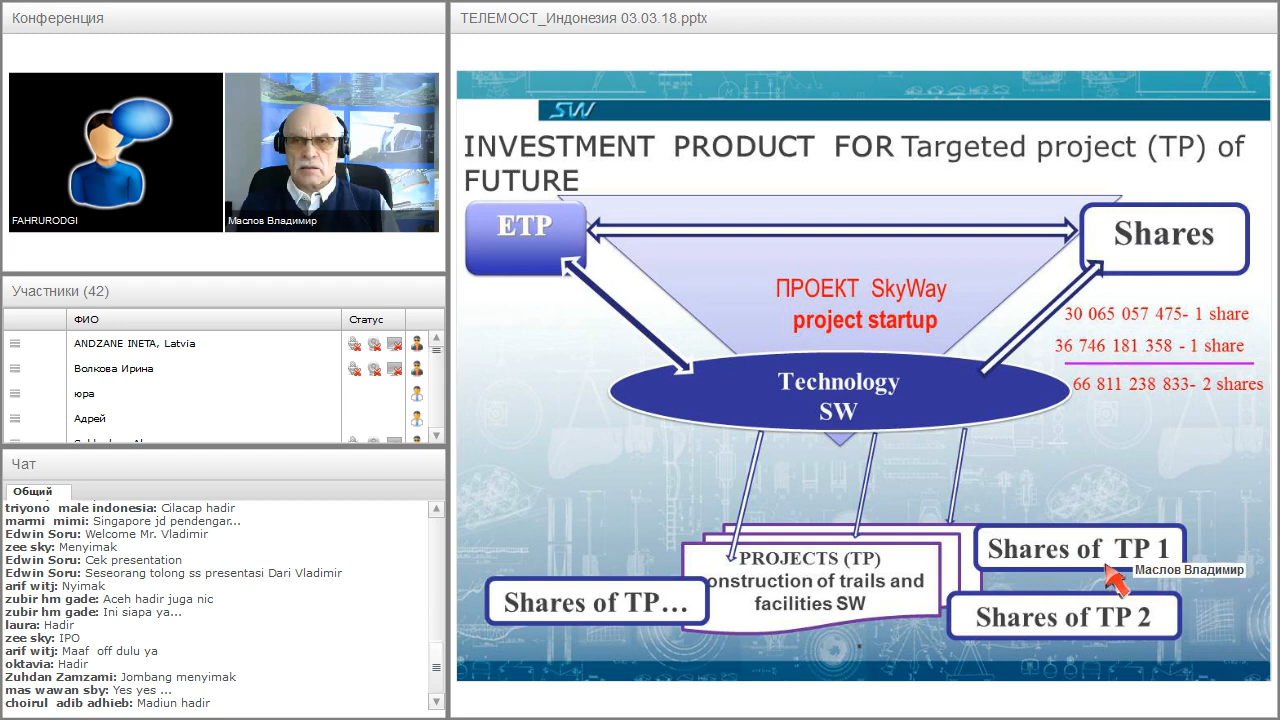 Конференция
FAHRURODGI
Маслов Владимир
Участники (42)
ФИО
Статус
ANDZANE INETA, Latvia
Волкова Ирина
юра
Адрей
Чат
Общий
triyono male indonesia: Cilacap hadir
marmi mimi: Singapore jd pendengar...
Edwin Soru: Welcome Mr. Vladimir
zee sky: Menyimak
Edwin Soru: Cek presentation
Edwin Soru: Seseorang tolong ss presentasi Dari Vladimir
arif witj: Nyimak
zubir hm gade: Aceh hadir juga nic
zubir hm gade: Ini siapa ya...
laura: Hadir
zee sky: IPO
arif witj: Maaf off dulu ya
oktavia: Hadir
Zuhdan Zamzami: Jombang menyimak
mas wawan sby: Yes yes ...
choirul adib adhieb: Madiun hadir
ТЕЛЕМОСТ_Индонезия 03.03.18.pptx
SW
INVESTMENT PRODUCT FOR Targeted project (TP) of
FUTURE
ETP
Shares
ПРОЕКТ SkyWay
project startup
30 065 057 475- 1 share
36 746 181 358 - 1 share
66 811 238 833- 2 shares
Technology
SW
PROJECTS (TP)
onstruction of trails and
facilities SW
Shares of TP...
Shares of TP 1
Маслов Владимир
Shares of TP 2